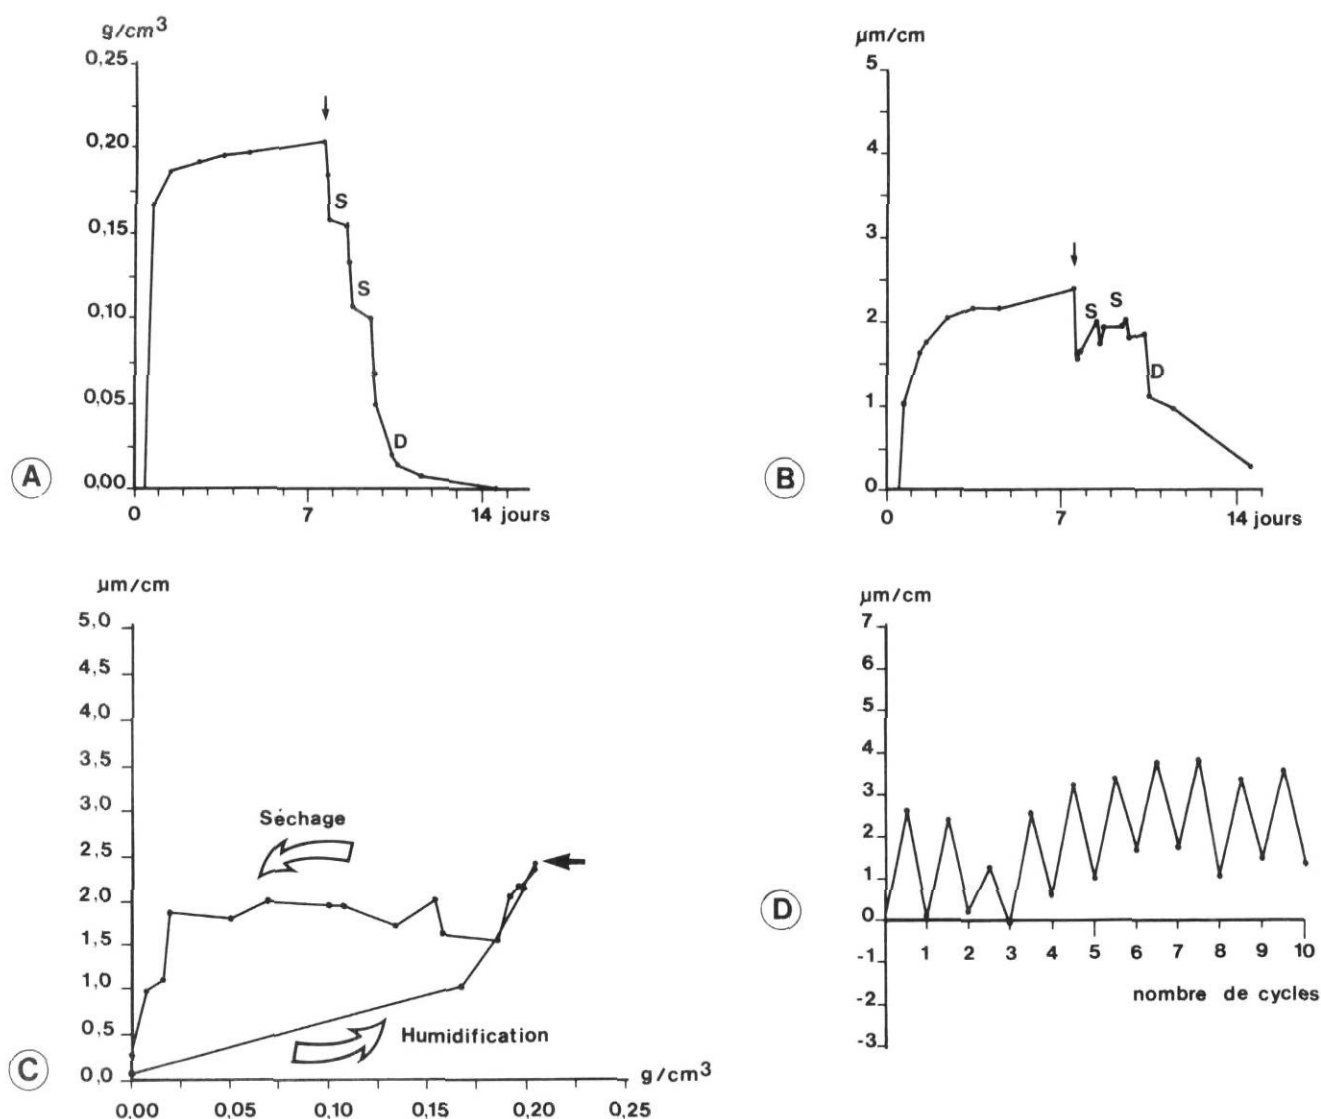 g/cm³
0,25
0,20
0,15
0,10
0,05
0,00
S
S
D
0
7
14 jours
A
µm/cm
5
4
3
2
1
0
S
S
D
0
7
14 jours
B
µm/cm
5,0
4,5
4,0
3,5
3,0
2,5
2,0
1,5
1,0
0,5
0,0
Séchage
Humidification
0,00
0,05
0,10
0,15
0,20
0,25
g/cm³
C
µm/cm
7
6
5
4
3
2
1
0
-1
-2
-3
1
2
3
4
5
6
7
8
9
10
nombre de cycles
D